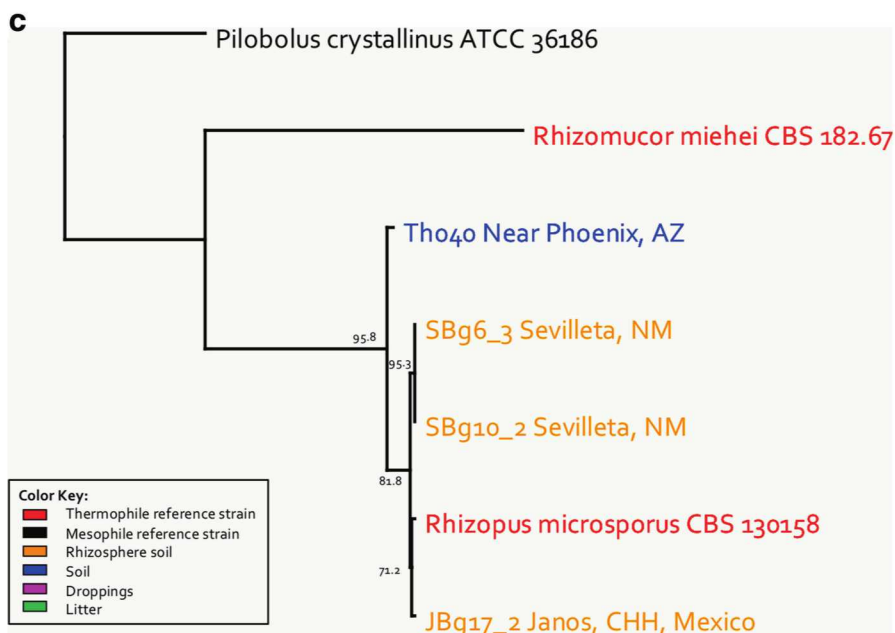 c
Pilobolus crystallinus ATCC 36186
Rhizomucor miehei CBS 182.67
Th040 Near Phoenix, AZ
95.8
SBg6_3 Sevilleta, NM
95.3
SBg10_2 Sevilleta, NM
81.8
Rhizopus microsporus CBS 130158
71.2
JBg17_2 Janos, CHH, Mexico
Color Key:
Thermophile reference strain
Mesophile reference strain
Rhizosphere soil
Soil
Droppings
Litter